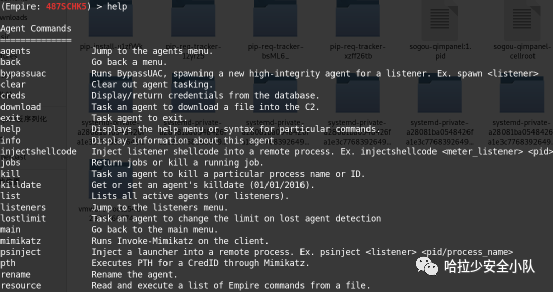 (Empire: 4875CHK5) > help
Agent Commands
==============
agents Jump to the agents menu.
back Go back a menu.
bypassuac Runs BypassUAC, spawning a new high-integrity agent for a listener. Ex. spawn <listener>
clear Clear out agent tasking.
creds Display/return credentials from the database.
download Task an agent to download a file into the C2.
exit Task agent to exit.
help Displays the help menu or syntax for particular commands.
info Display information about this agent
injectshellcode Inject listener shellcode into a remote process. Ex. injectshellcode <meter_listener> <pid>
jobs Return jobs or kill a running job.
kill Task an agent to kill a particular process name or ID.
killdate Get or set an agent's killdate (01/01/2016).
list Lists all active agents (or listeners).
listeners Jump to the listeners menu.
lostlimit Task an agent to change the limit on lost agent detection
main Go back to the main menu.
mimikatz Runs Invoke-Mimikatz on the client.
psinject Inject a launcher into a remote process. Ex. psinject <listener> <pid/process_name>
pth Executes PTH for a CredID through Mimikatz.
rename Rename the agent.
resource Read and execute a list of Empire commands from a file.
哈拉少安全小队